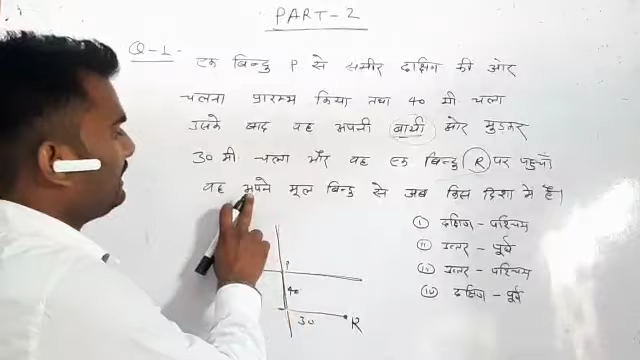 PART-2
Q-1. एक बिन्दु P से समीर दक्षिण की ओर
चलना प्रारम्भ किया तथा 40 मी चला
उसके बाद वह अपनी बायी ओर मुडकर
30 मी. चला और वह एक बिन्दु R पर पहुचाँ
वह अपने मूल बिन्दु से अब किस दिशा मे है।
(i) दक्षिण - पश्चिम
(ii) उत्तर - पूर्व
(iv) उत्तर - पश्चिम
(iv) दक्षिण - पूर्व
P
40
30
R